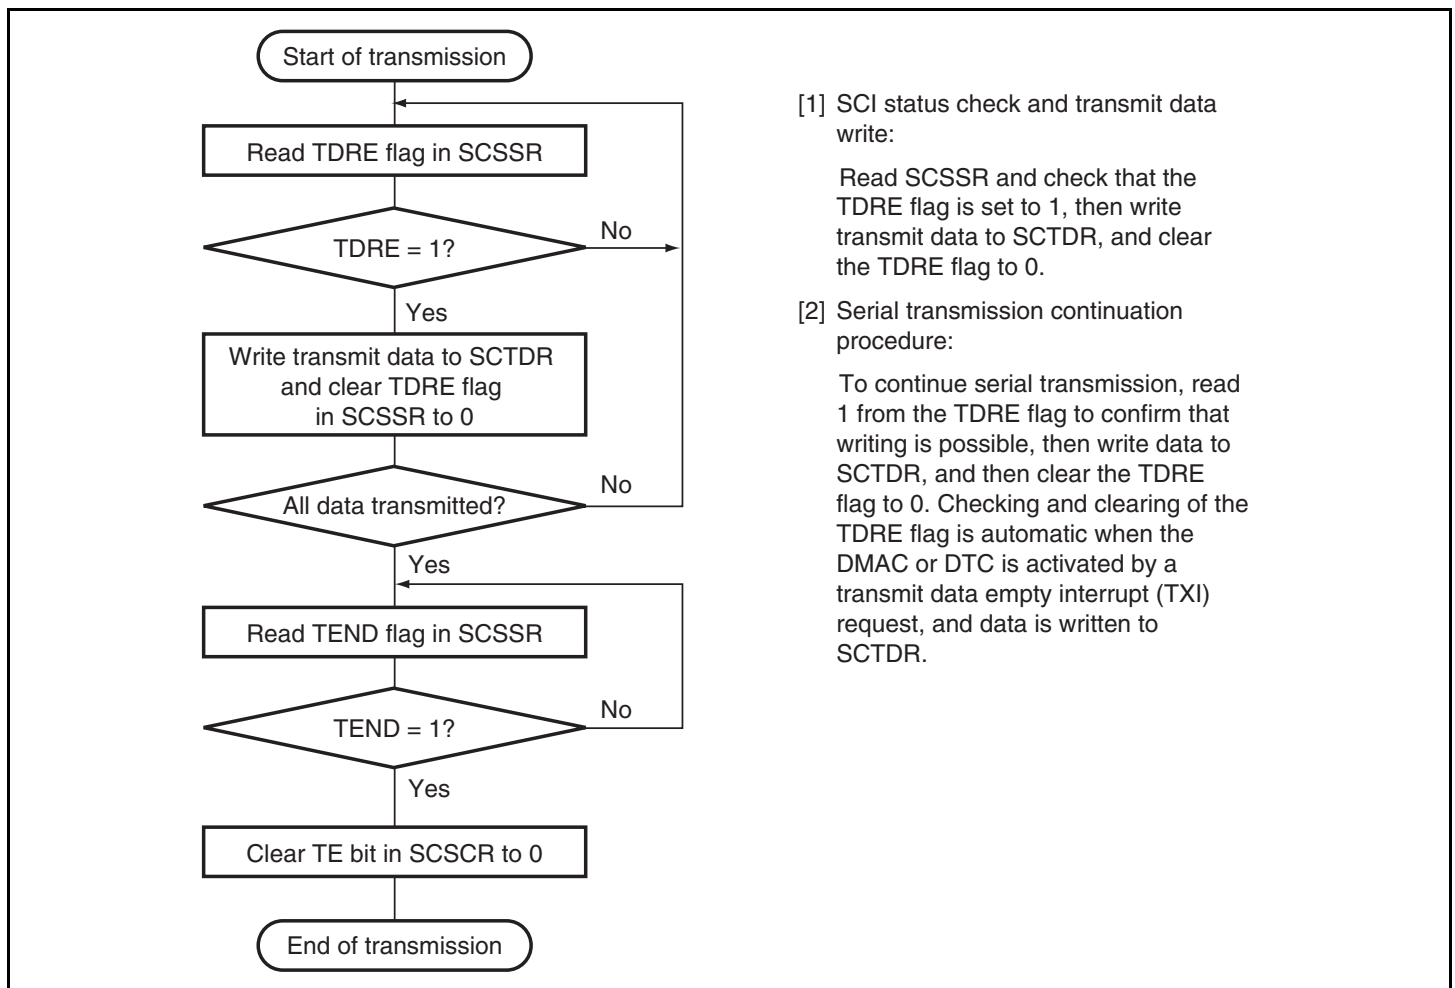 Start of transmission
Read TDRE flag in SCSSR
TDRE = 1?
No
Yes
Write transmit data to SCTDR
and clear TDRE flag
in SCSSR to 0
All data transmitted?
No
Yes
Read TEND flag in SCSSR
TEND = 1?
No
Yes
Clear TE bit in SCSCR to 0
End of transmission
[1] SCI status check and transmit data
write:
Read SCSSR and check that the
TDRE flag is set to 1, then write
transmit data to SCTDR, and clear
the TDRE flag to 0.
[2] Serial transmission continuation
procedure:
To continue serial transmission, read
1 from the TDRE flag to confirm that
writing is possible, then write data to
SCTDR, and then clear the TDRE
flag to 0. Checking and clearing of the
TDRE flag is automatic when the
DMAC or DTC is activated by a
transmit data empty interrupt (TXI)
request, and data is written to
SCTDR.